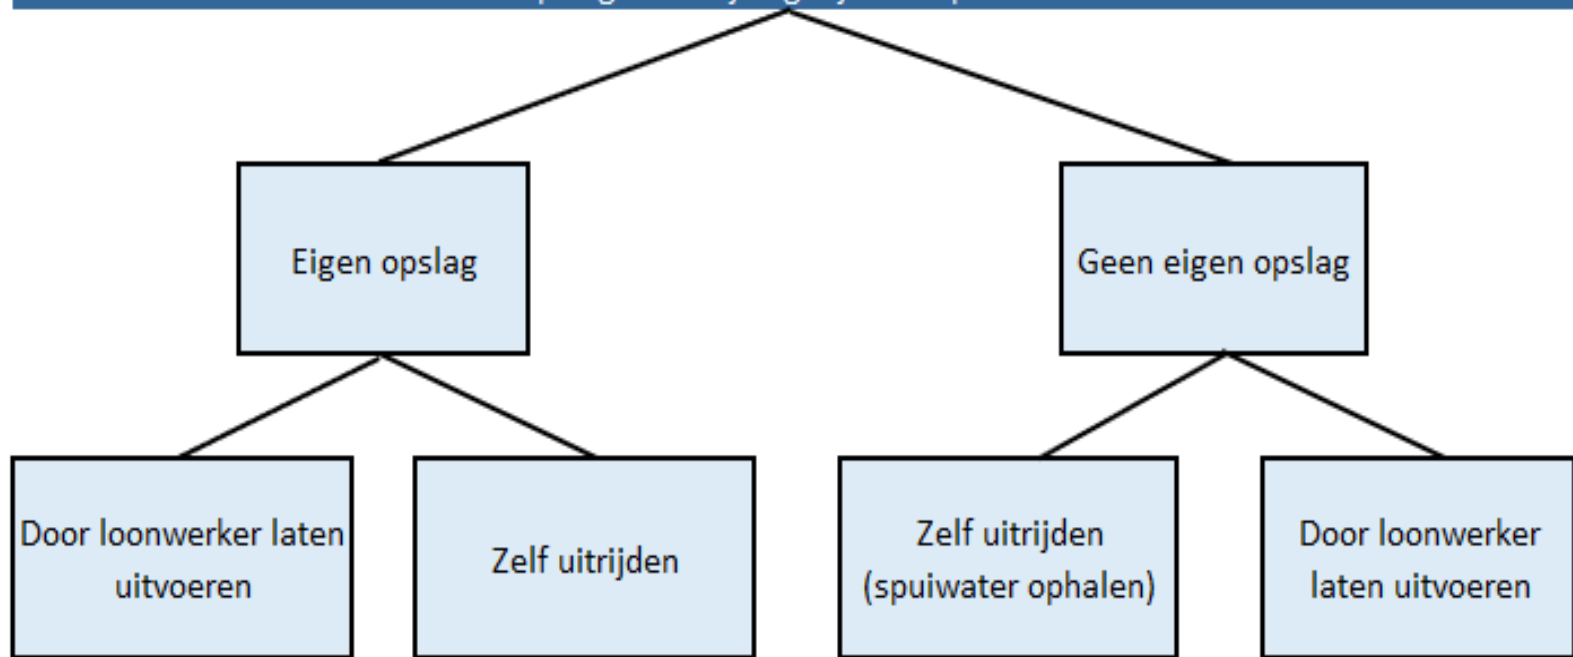 Eigen opslag
Geen eigen opslag
Door loonwerker laten
uitvoeren
Zelf uitrijden
Zelf uitrijden
(spuiwater ophalen)
Door loonwerker
laten uitvoeren